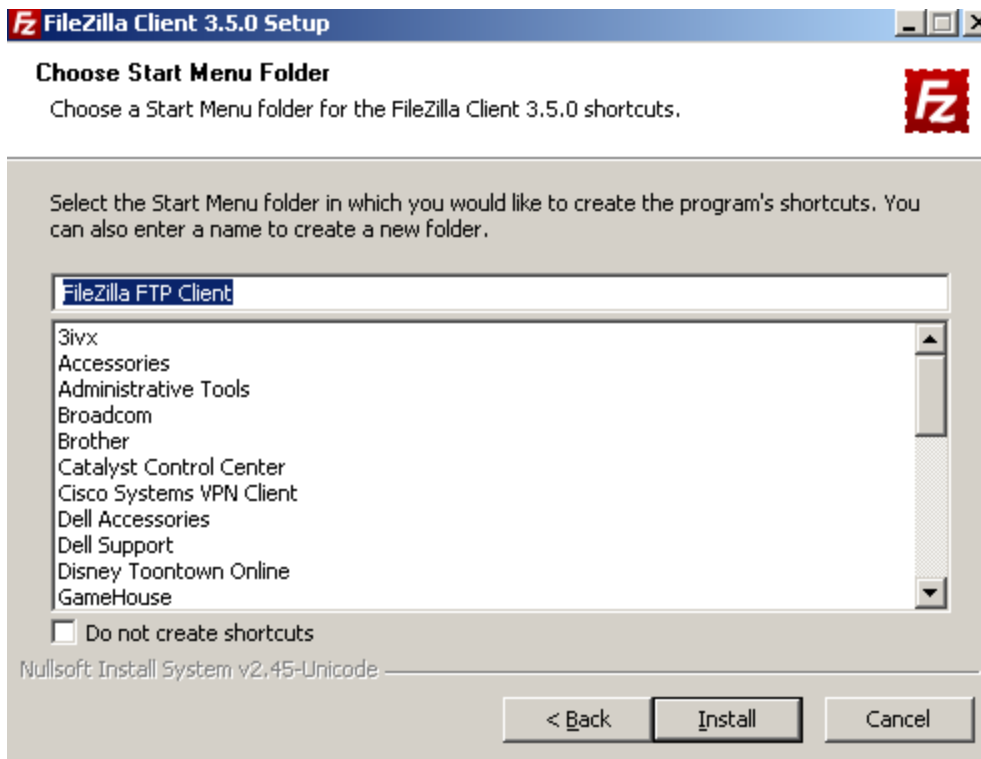 FileZilla Client 3.5.0 Setup
Choose Start Menu Folder
Choose a Start Menu folder for the FileZilla Client 3.5.0 shortcuts.
Fz
Select the Start Menu folder in which you would like to create the program's shortcuts. You
can also enter a name to create a new folder.
FileZilla FTP Client
3ivx
Accessories
Administrative Tools
Broadcom
Brother
Catalyst Control Center
Cisco Systems VPN Client
Dell Accessories
Dell Support
Disney Toontown Online
GameHouse
Do not create shortcuts
Nullsoft Install System v2.45-Unicode
< Back Install Cancel